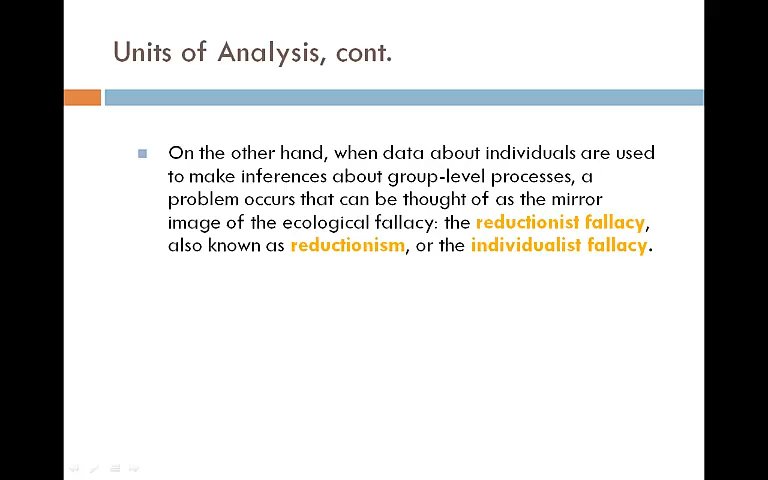 Units of Analysis, cont.
On the other hand, when data about individuals are used
to make inferences about group-level processes, a
problem occurs that can be thought of as the mirror
image of the ecological fallacy: the reductionist fallacy,
also known as reductionism, or the individualist fallacy.